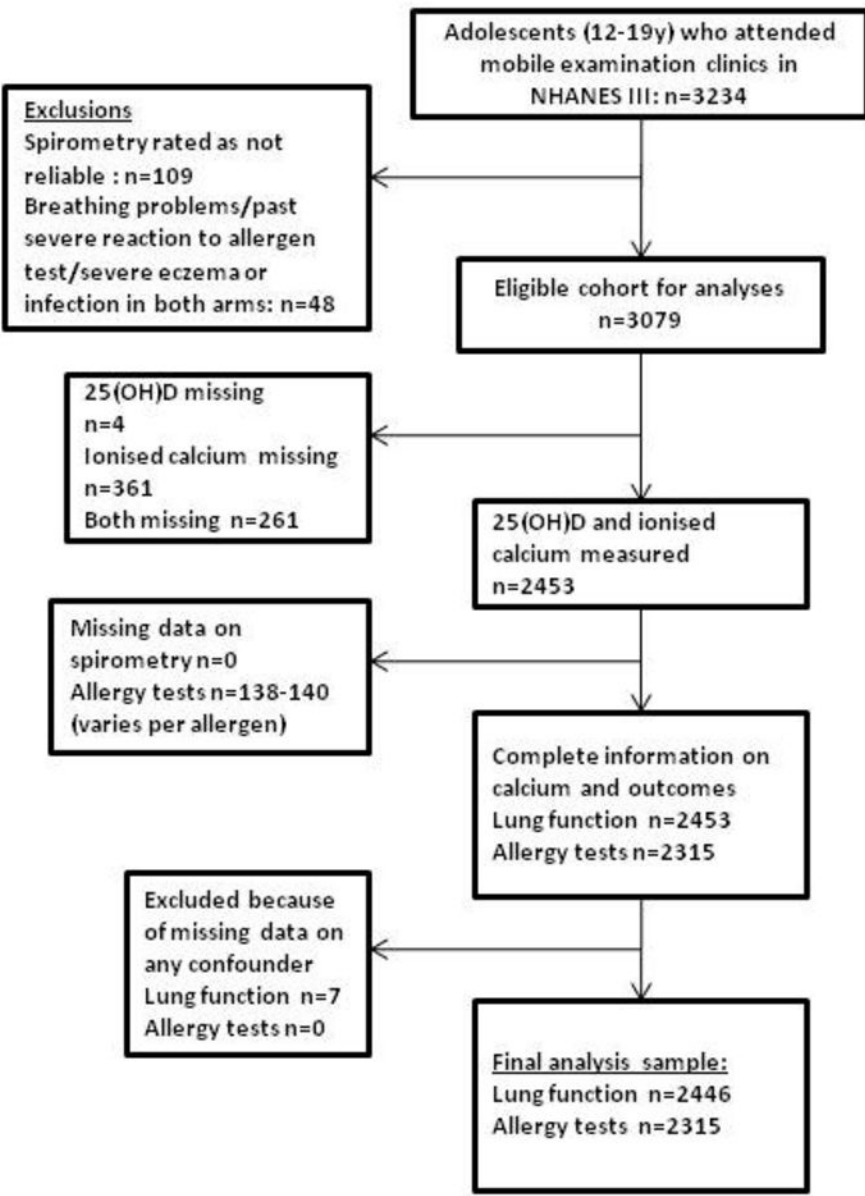 Adolescents (12-19y) who attended
mobile examination clinics in
NHANES III: n=3234
Exclusions
Spirometry rated as not
reliable : n=109
Breathing problems/past
severe reaction to allergen
test/severe eczema or
infection in both arms: n=48
Eligible cohort for analyses
n=3079
25(OH)D missing
n=4
Ionised calcium missing
n=361
Both missing n=261
25(OH)D and ionised
calcium measured
n=2453
Missing data on
spirometry n=0
Allergy tests n=138-140
(varies per allergen)
Complete information on
calcium and outcomes
Lung function n=2453
Allergy tests n=2315
Excluded because
of missing data on
any confounder
Lung function n=7
Allergy tests n=0
Final analysis sample:
Lung function n=2446
Allergy tests n=2315